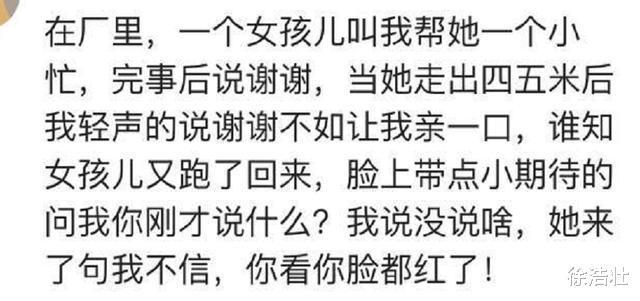 在厂里，一个女孩儿叫我帮她一个小
忙，完事后说谢谢，当她走出四五米后
我轻声的说谢谢不如让我亲一口，谁知
女孩儿又跑了回来，脸上带点小期待的
问我你刚才说什么？我说没说啥，她来
了句我不信，你看你脸都红了！
徐浩壮